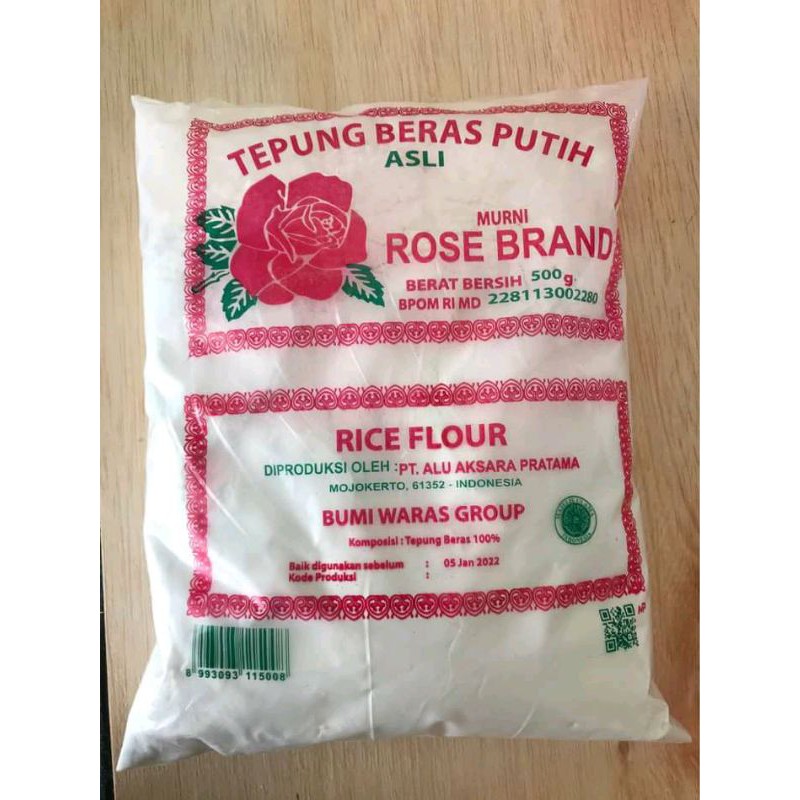 TEPUNG BERAS PUTIH
ASLI
MURNI
ROSE BRAND
BERAT BERSIH 500 g.
BPOM RI MD 228113002280
RICE FLOUR
DIPRODUKSI OLEH : PT. ALU AKSARA PRATAMA
MOJOKERTO, 61352 - INDONESIA
BUMI WARAS GROUP
Komposisi : Tepung Beras 100%
Baik digunakan sebelum : 05 Jan 2022
Kode Produksi :
8 993093 115008